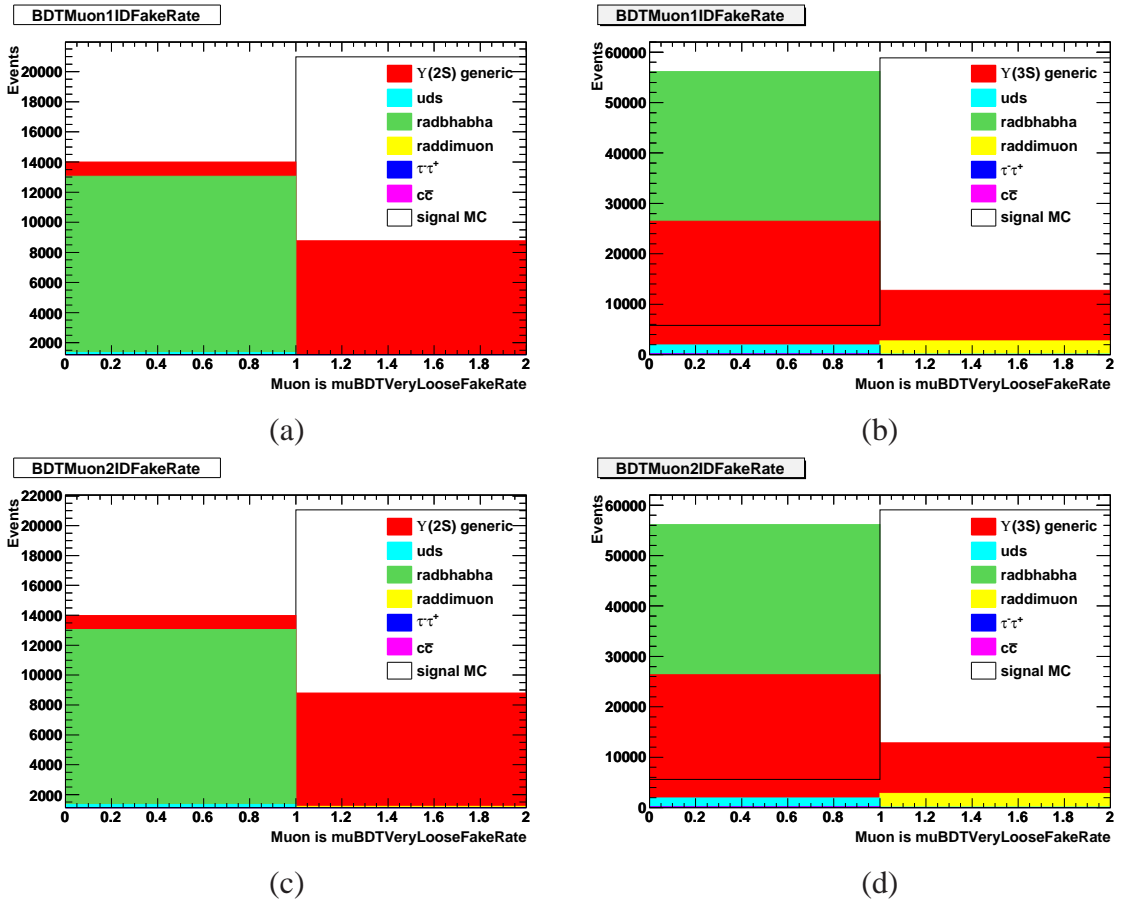 BDTMuon1IDFakeRate
Events
20000
18000
16000
14000
12000
10000
8000
6000
4000
2000
ϒ(2S) generic
uds
radbhabha
raddimuon
τ⁻τ⁺
cc̅
signal MC
0 0.2 0.4 0.6 0.8 1 1.2 1.4 1.6 1.8 2
Muon is muBDTVeryLooseFakeRate
(a)
BDTMuon1IDFakeRate
Events
60000
50000
40000
30000
20000
10000
0
ϒ(3S) generic
uds
radbhabha
raddimuon
τ⁻τ⁺
cc̅
signal MC
0 0.2 0.4 0.6 0.8 1 1.2 1.4 1.6 1.8 2
Muon is muBDTVeryLooseFakeRate
(b)
BDTMuon2IDFakeRate
Events
22000
20000
18000
16000
14000
12000
10000
8000
6000
4000
2000
ϒ(2S) generic
uds
radbhabha
raddimuon
τ⁻τ⁺
cc̅
signal MC
0 0.2 0.4 0.6 0.8 1 1.2 1.4 1.6 1.8 2
Muon is muBDTVeryLooseFakeRate
(c)
BDTMuon2IDFakeRate
Events
60000
50000
40000
30000
20000
10000
0
ϒ(3S) generic
uds
radbhabha
raddimuon
τ⁻τ⁺
cc̅
signal MC
0 0.2 0.4 0.6 0.8 1 1.2 1.4 1.6 1.8 2
Muon is muBDTVeryLooseFakeRate
(d)